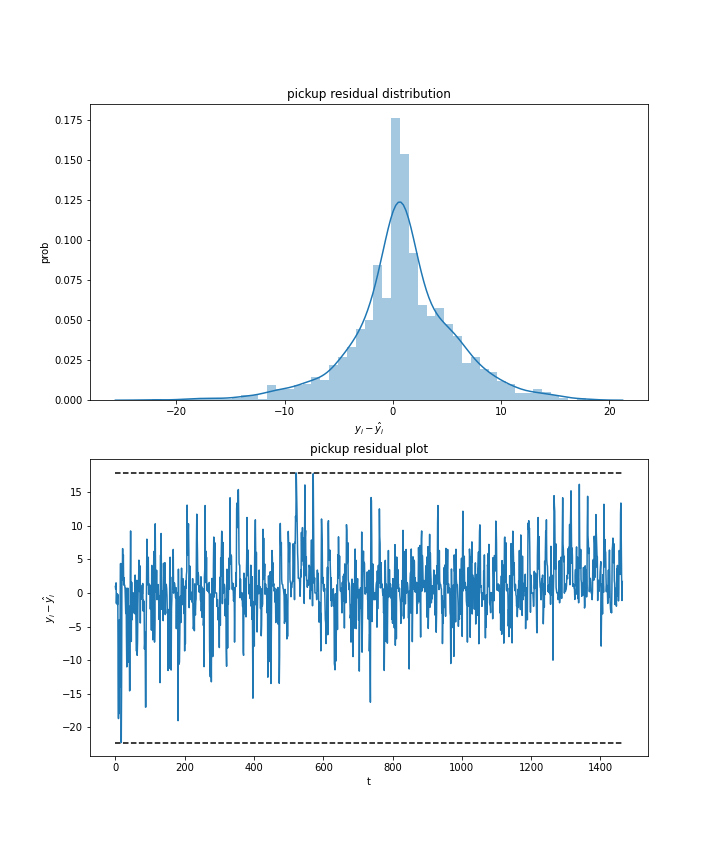 pickup residual distribution
0.175
0.150
0.125
0.100
0.075
0.050
0.025
0.000
prob
−20 −10 0 10 20
y_i − ŷ_i
pickup residual plot
15
10
5
0
−5
−10
−15
−20
y_i − ŷ_i
0 200 400 600 800 1000 1200 1400
t